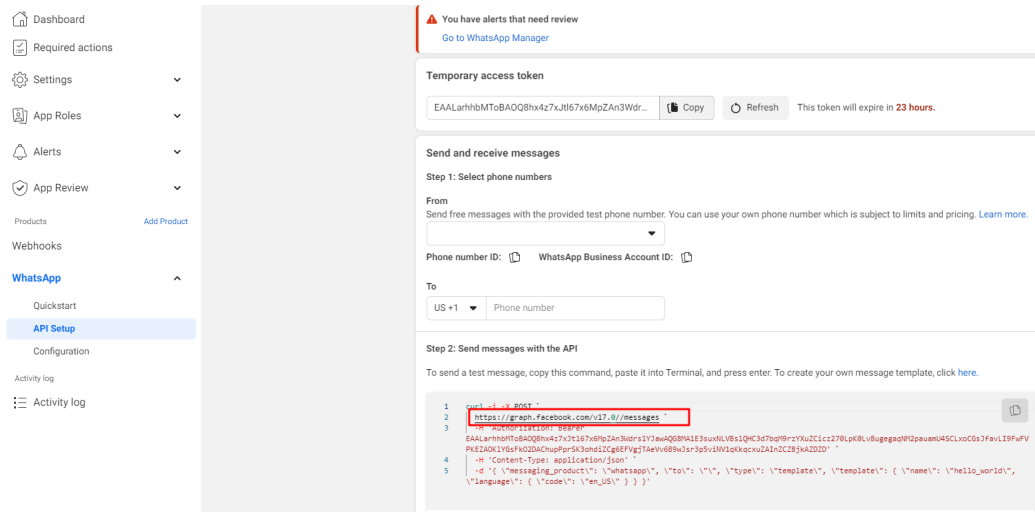 Dashboard
Required actions
Settings
App Roles
Alerts
App Review
Products Add Product
Webhooks
WhatsApp
Quickstart
API Setup
Configuration
Activity log
Activity log
You have alerts that need review
Go to WhatsApp Manager
Temporary access token
EAALarhhbMToBAOQ8hx4z7xJtI67x6MpZAn3Wdr... Copy Refresh This token will expire in 23 hours.
Send and receive messages
Step 1: Select phone numbers
From
Send free messages with the provided test phone number. You can use your own phone number which is subject to limits and pricing. Learn more.
Phone number ID: WhatsApp Business Account ID:
To
US +1 Phone number
Step 2: Send messages with the API
To send a test message, copy this command, paste it into Terminal, and press enter. To create your own message template, click here.
1 curl -i -X POST `
2 https://graph.facebook.com/v17.0//messages `
3 -H 'Authorization: Bearer
4 -H 'Content-Type: application/json' `
5 -d '{ \"messaging_product\": \"whatsapp\", \"to\": \"\", \"type\": \"template\", \"template\": { \"name\": \"hello_world\",
\"language\": { \"code\": \"en_US\" } } }'